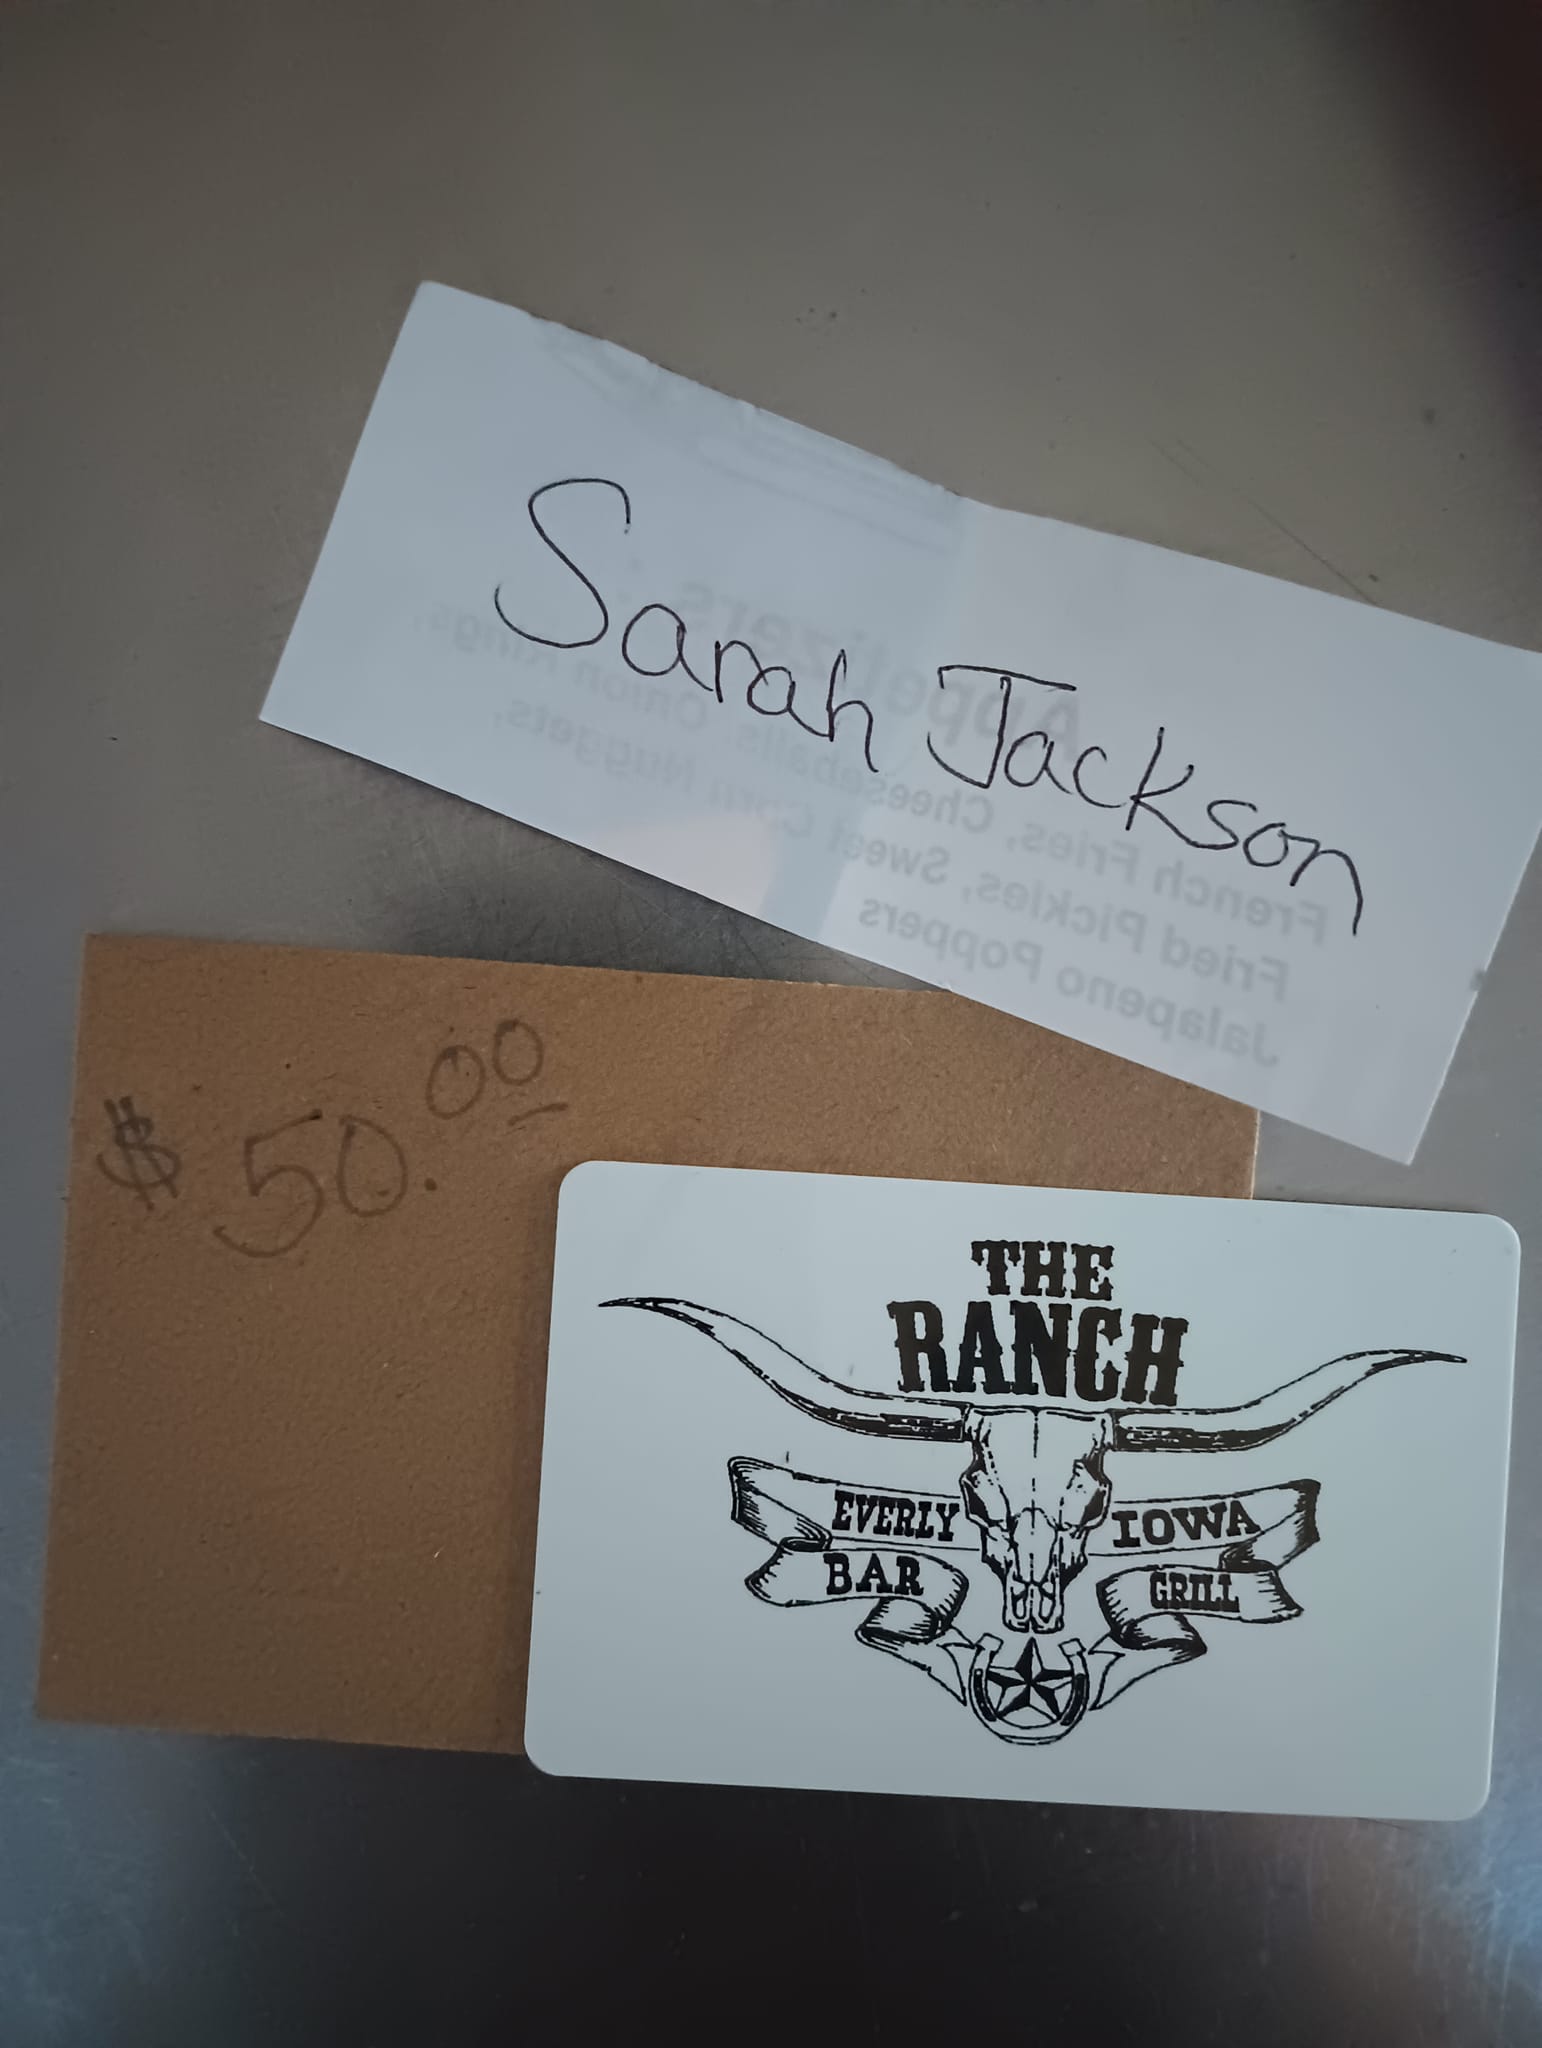 Sarah Jackson
Appetizers
French Fries, Cheeseballs, Onion Rings,
Fried Pickles, Sweet Corn Nuggets,
Jalapeno Poppers
$50.00
THE
RANCH
EVERLY IOWA
BAR GRILL